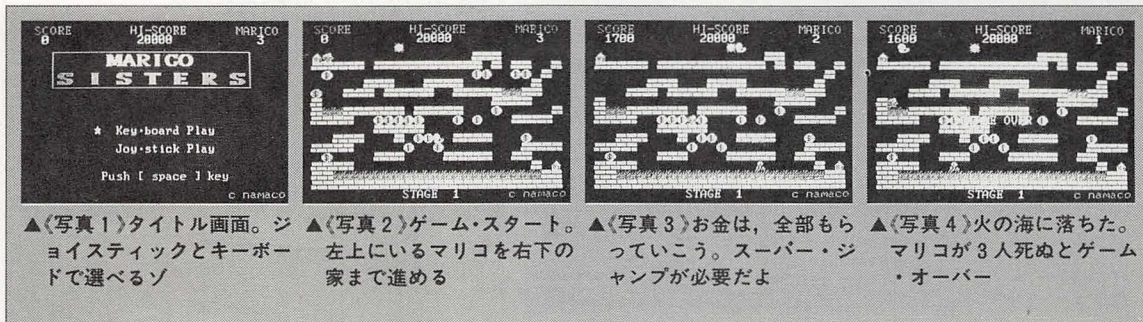 SCORE HI-SCORE MARICO
0 20000 3
MARICO
SISTERS
Key·board Play
Joy·stick Play
Push [ space ] key
c namaco
▲《写真1》タイトル画面。ジ
ョイスティックとキーボー
ドで選べるゾ
SCORE HI-SCORE MARICO
0 20000 3
STAGE 1
c namaco
▲《写真2》ゲーム・スタート。
左上にいるマリコを右下の
家まで進める
SCORE HI-SCORE MARICO
1700 20000 2
STAGE 1
c namaco
▲《写真3》お金は，全部もら
っていこう。スーパー・ジ
ャンプが必要だよ
SCORE HI-SCORE MARICO
1600 20000 1
OVER
STAGE 1
c namaco
▲《写真4》火の海に落ちた。
マリコが3人死ぬとゲーム
・オーバー